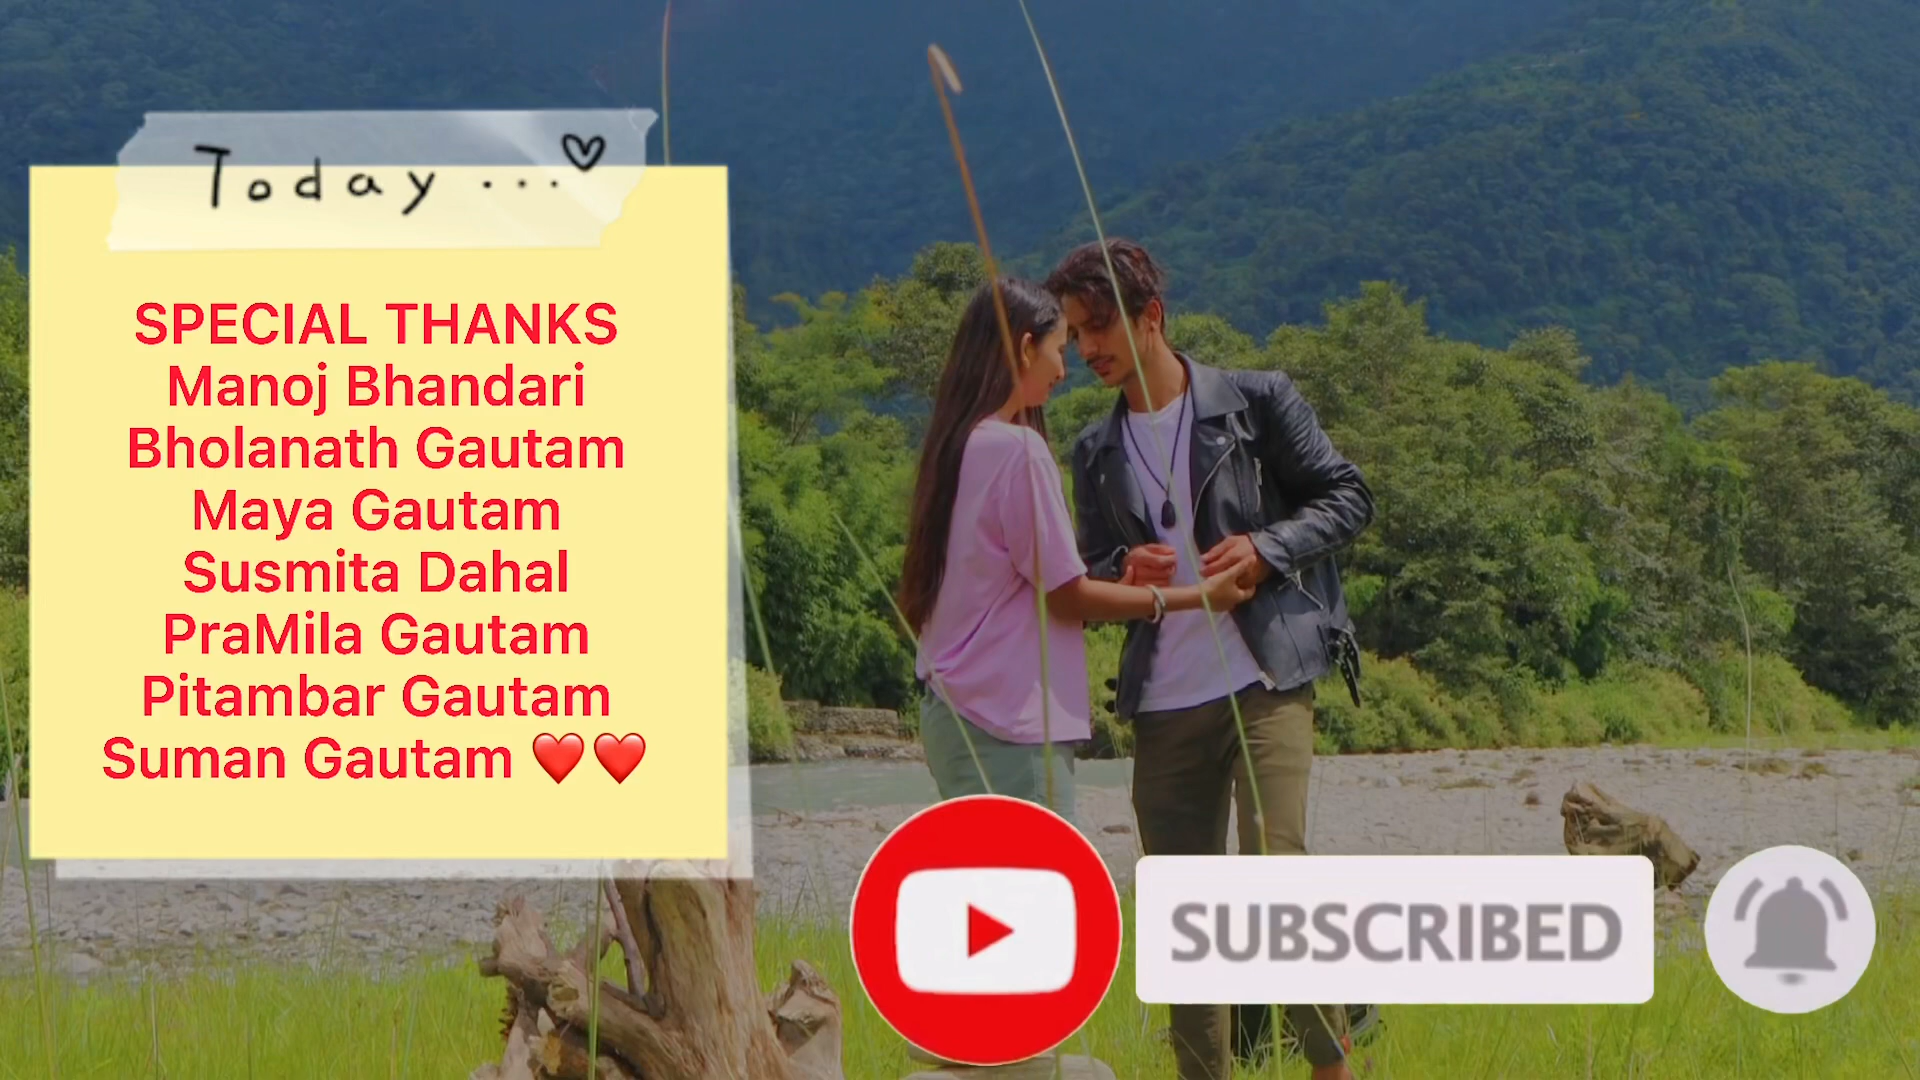 Today ...♡
SPECIAL THANKS
Manoj Bhandari
Bholanath Gautam
Maya Gautam
Susmita Dahal
PraMila Gautam
Pitambar Gautam
Suman Gautam ❤️❤️
SUBSCRIBED